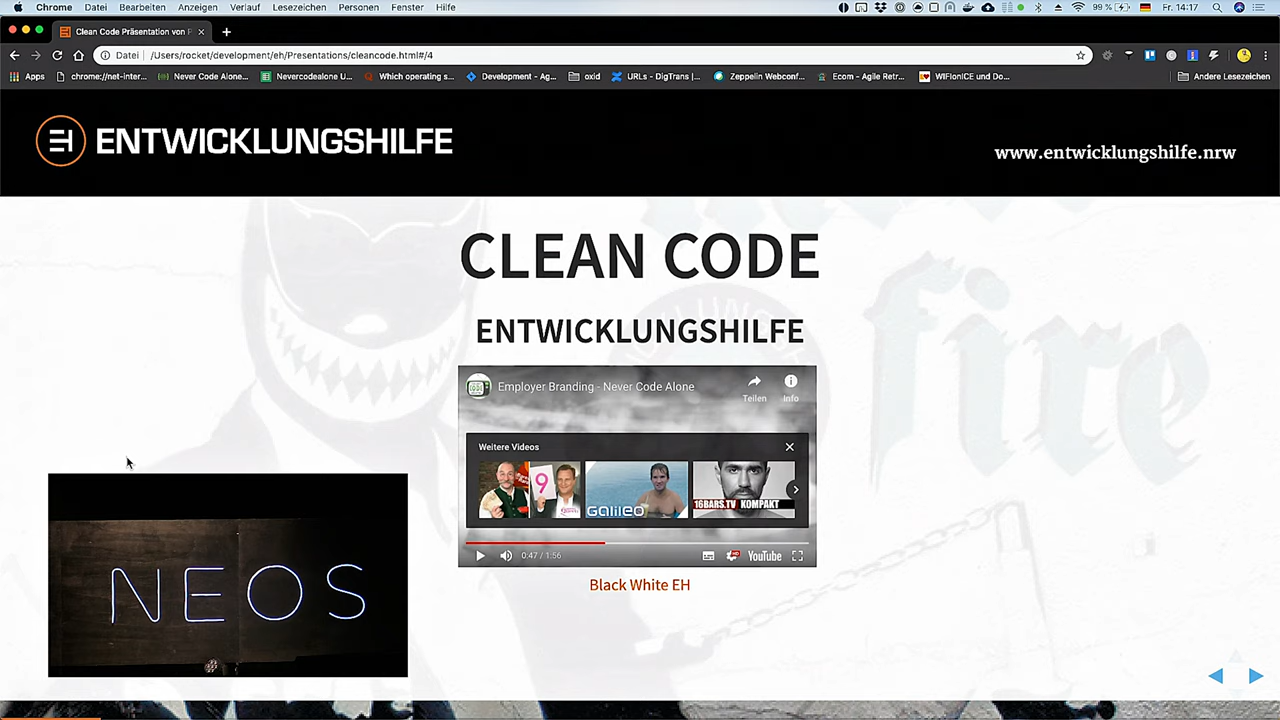 Chrome Datei Bearbeiten Anzeigen Verlauf Lesezeichen Personen Fenster Hilfe 99 % Fr. 14:17
Clean Code Präsentation von P
Datei /Users/rocket/development/eh/Presentations/cleancode.html#/4
Apps chrome://net-inter... Never Code Alone... Nevercodealone U... Which operating s... Development - Ag... oxid URLs - DigTrans |... Zeppelin Webconf... Ecom - Agile Retr... WIFIonICE und Do... Andere Lesezeichen
EH ENTWICKLUNGSHILFE
www.entwicklungshilfe.nrw
CLEAN CODE
ENTWICKLUNGSHILFE
Employer Branding - Never Code Alone
Teilen Info
Weitere Videos
9
GALILEO
16BARS.TV KOMPAKT
0:47 / 1:56 HD YouTube
Black White EH
NEOS
fire